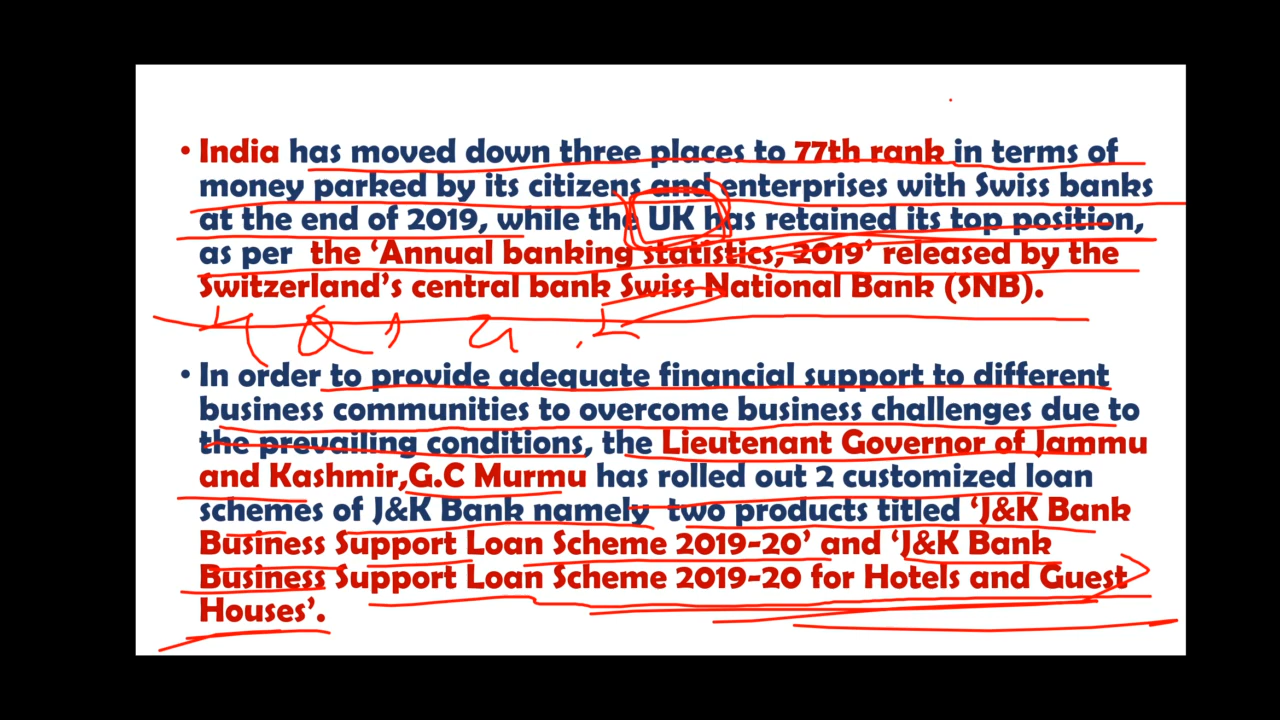 • India has moved down three places to 77th rank in terms of
money parked by its citizens and enterprises with Swiss banks
at the end of 2019, while the UK has retained its top position,
as per the ‘Annual banking statistics, 2019’ released by the
Switzerland’s central bank Swiss National Bank (SNB).
• In order to provide adequate financial support to different
business communities to overcome business challenges due to
the prevailing conditions, the Lieutenant Governor of Jammu
and Kashmir,G.C Murmu has rolled out 2 customized loan
schemes of J&K Bank namely two products titled ‘J&K Bank
Business Support Loan Scheme 2019-20’ and ‘J&K Bank
Business Support Loan Scheme 2019-20 for Hotels and Guest
Houses’.